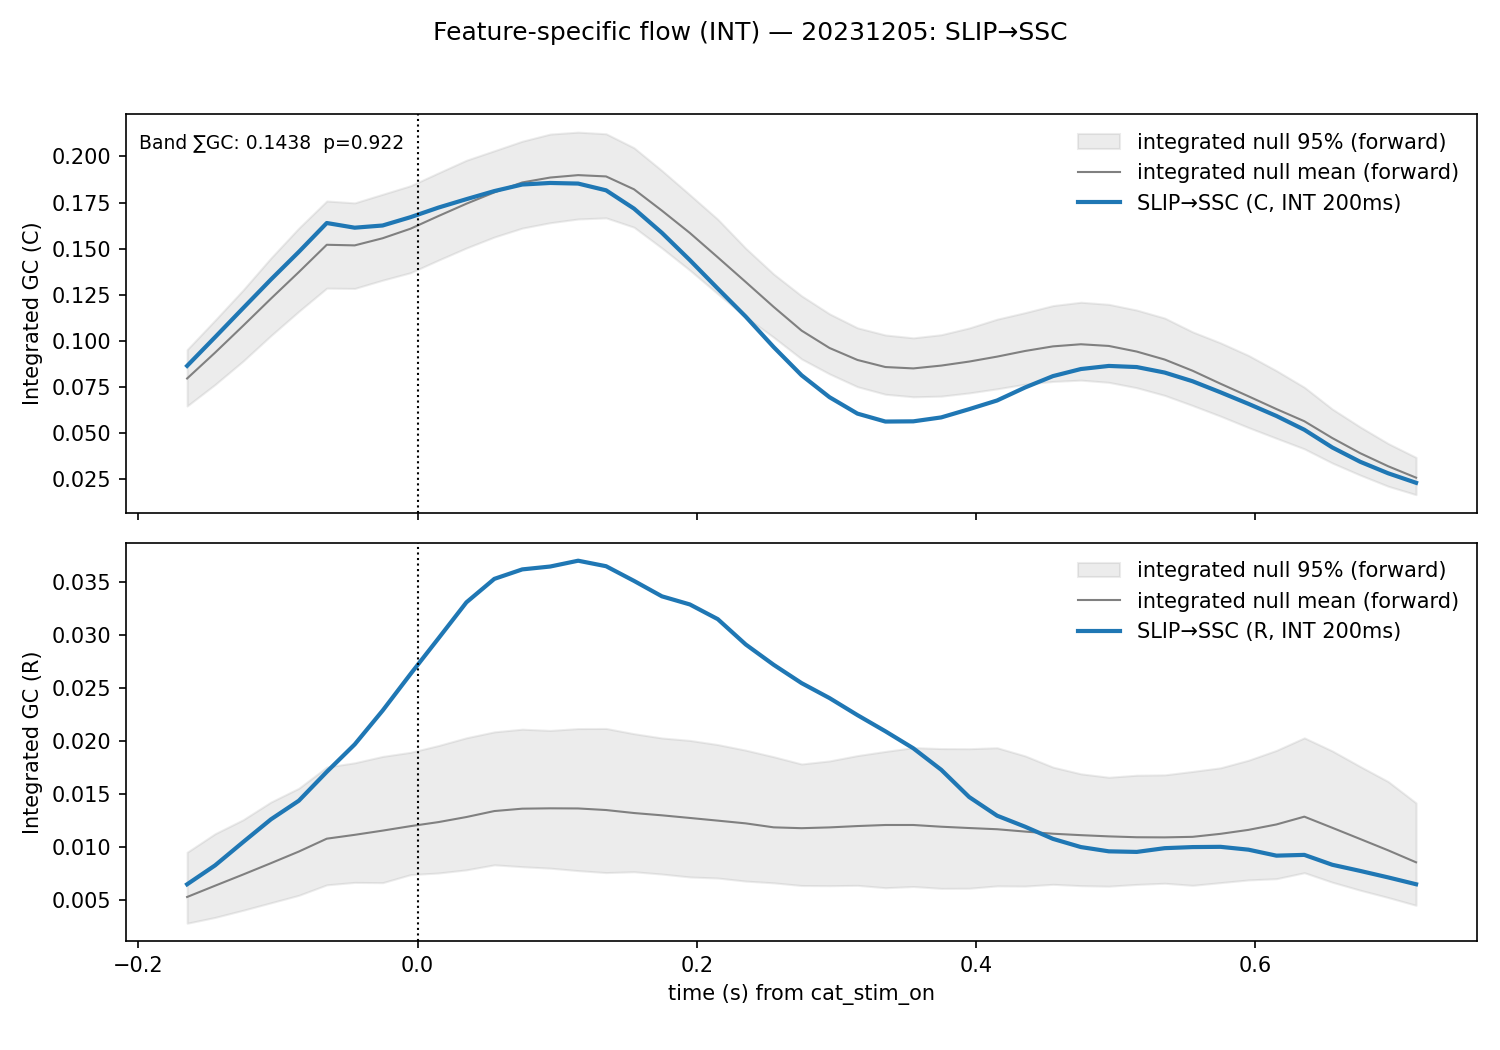 Feature-specific flow (INT) — 20231205: SLIP→SSC
Band ∑GC: 0.1438  p=0.922
integrated null 95% (forward)
integrated null mean (forward)
SLIP→SSC (C, INT 200ms)
Integrated GC (C)
0.200
0.175
0.150
0.125
0.100
0.075
0.050
0.025
integrated null 95% (forward)
integrated null mean (forward)
SLIP→SSC (R, INT 200ms)
Integrated GC (R)
0.035
0.030
0.025
0.020
0.015
0.010
0.005
−0.2
0.0
0.2
0.4
0.6
time (s) from cat_stim_on